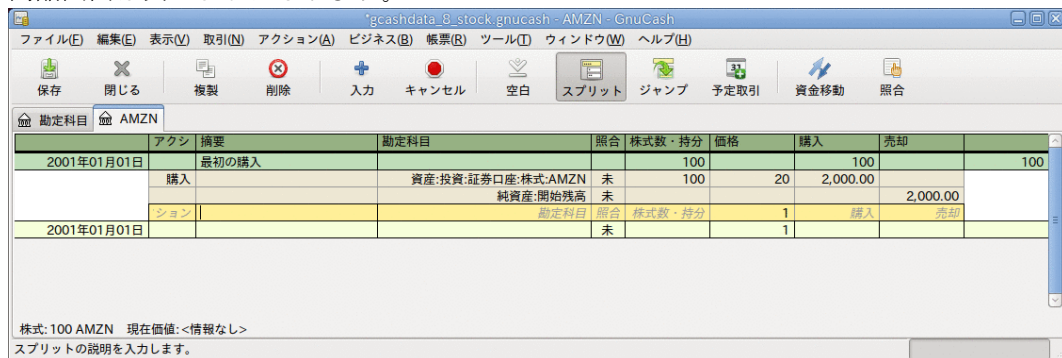 *gcashdata_8_stock.gnucash - AMZN - GnuCash
ファイル(F) 編集(E) 表示(V) 取引(N) アクション(A) ビジネス(B) 帳票(R) ツール(T) ウィンドウ(W) ヘルプ(H)
保存 閉じる 複製 削除 入力 キャンセル 空白 スプリット ジャンプ 予定取引 資金移動 照合
勘定科目 AMZN
アクシ 摘要 勘定科目 照合 株式数・持分 価格 購入 売却
2001年01月01日 最初の購入 100 100 100
購入 資産:投資:証券口座:株式:AMZN 未 100 20 2,000.00
純資産:開始残高 未 2,000.00
ション 勘定科目 照合 株式数・持分 1 購入 売却
2001年01月01日 未 1
株式: 100 AMZN 現在価値:<情報なし>
スプリットの説明を入力します。